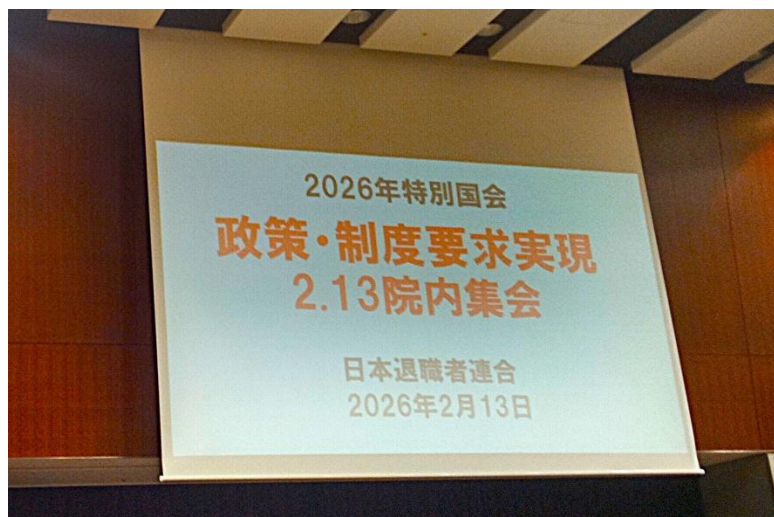 2026年特別国会
政策・制度要求実現
2.13院内集会
日本退職者連合
2026年2月13日